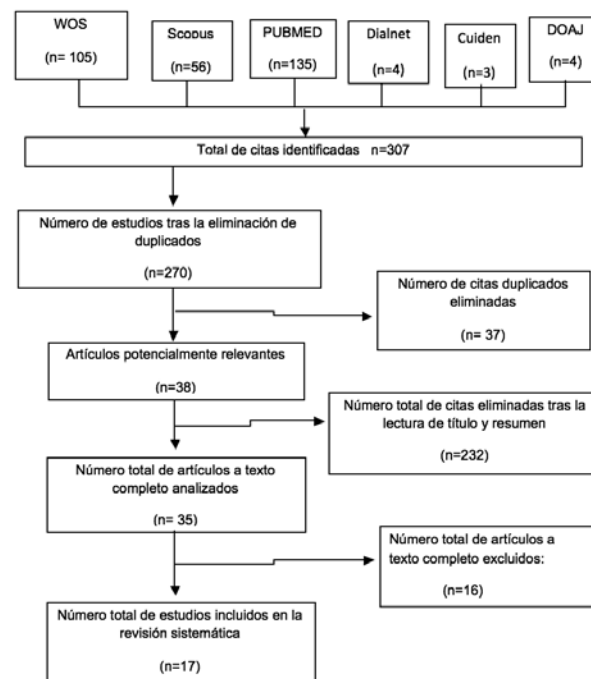 WOS
(n= 105)
Scopus
(n=56)
PUBMED
(n=135)
Dialnet
(n=4)
Cuiden
(n=3)
DOAJ
(n=4)
Total de citas identificadas n=307
Número de estudios tras la eliminación de
duplicados
(n=270)
Número de citas duplicados
eliminadas
(n= 37)
Artículos potencialmente relevantes
(n=38)
Número total de citas eliminadas tras la
lectura de título y resumen
(n=232)
Número total de artículos a texto
completo analizados
(n= 35)
Número total de artículos a
texto completo excluidos:
(n=16)
Número total de estudios incluidos en la
revisión sistemática
(n=17)